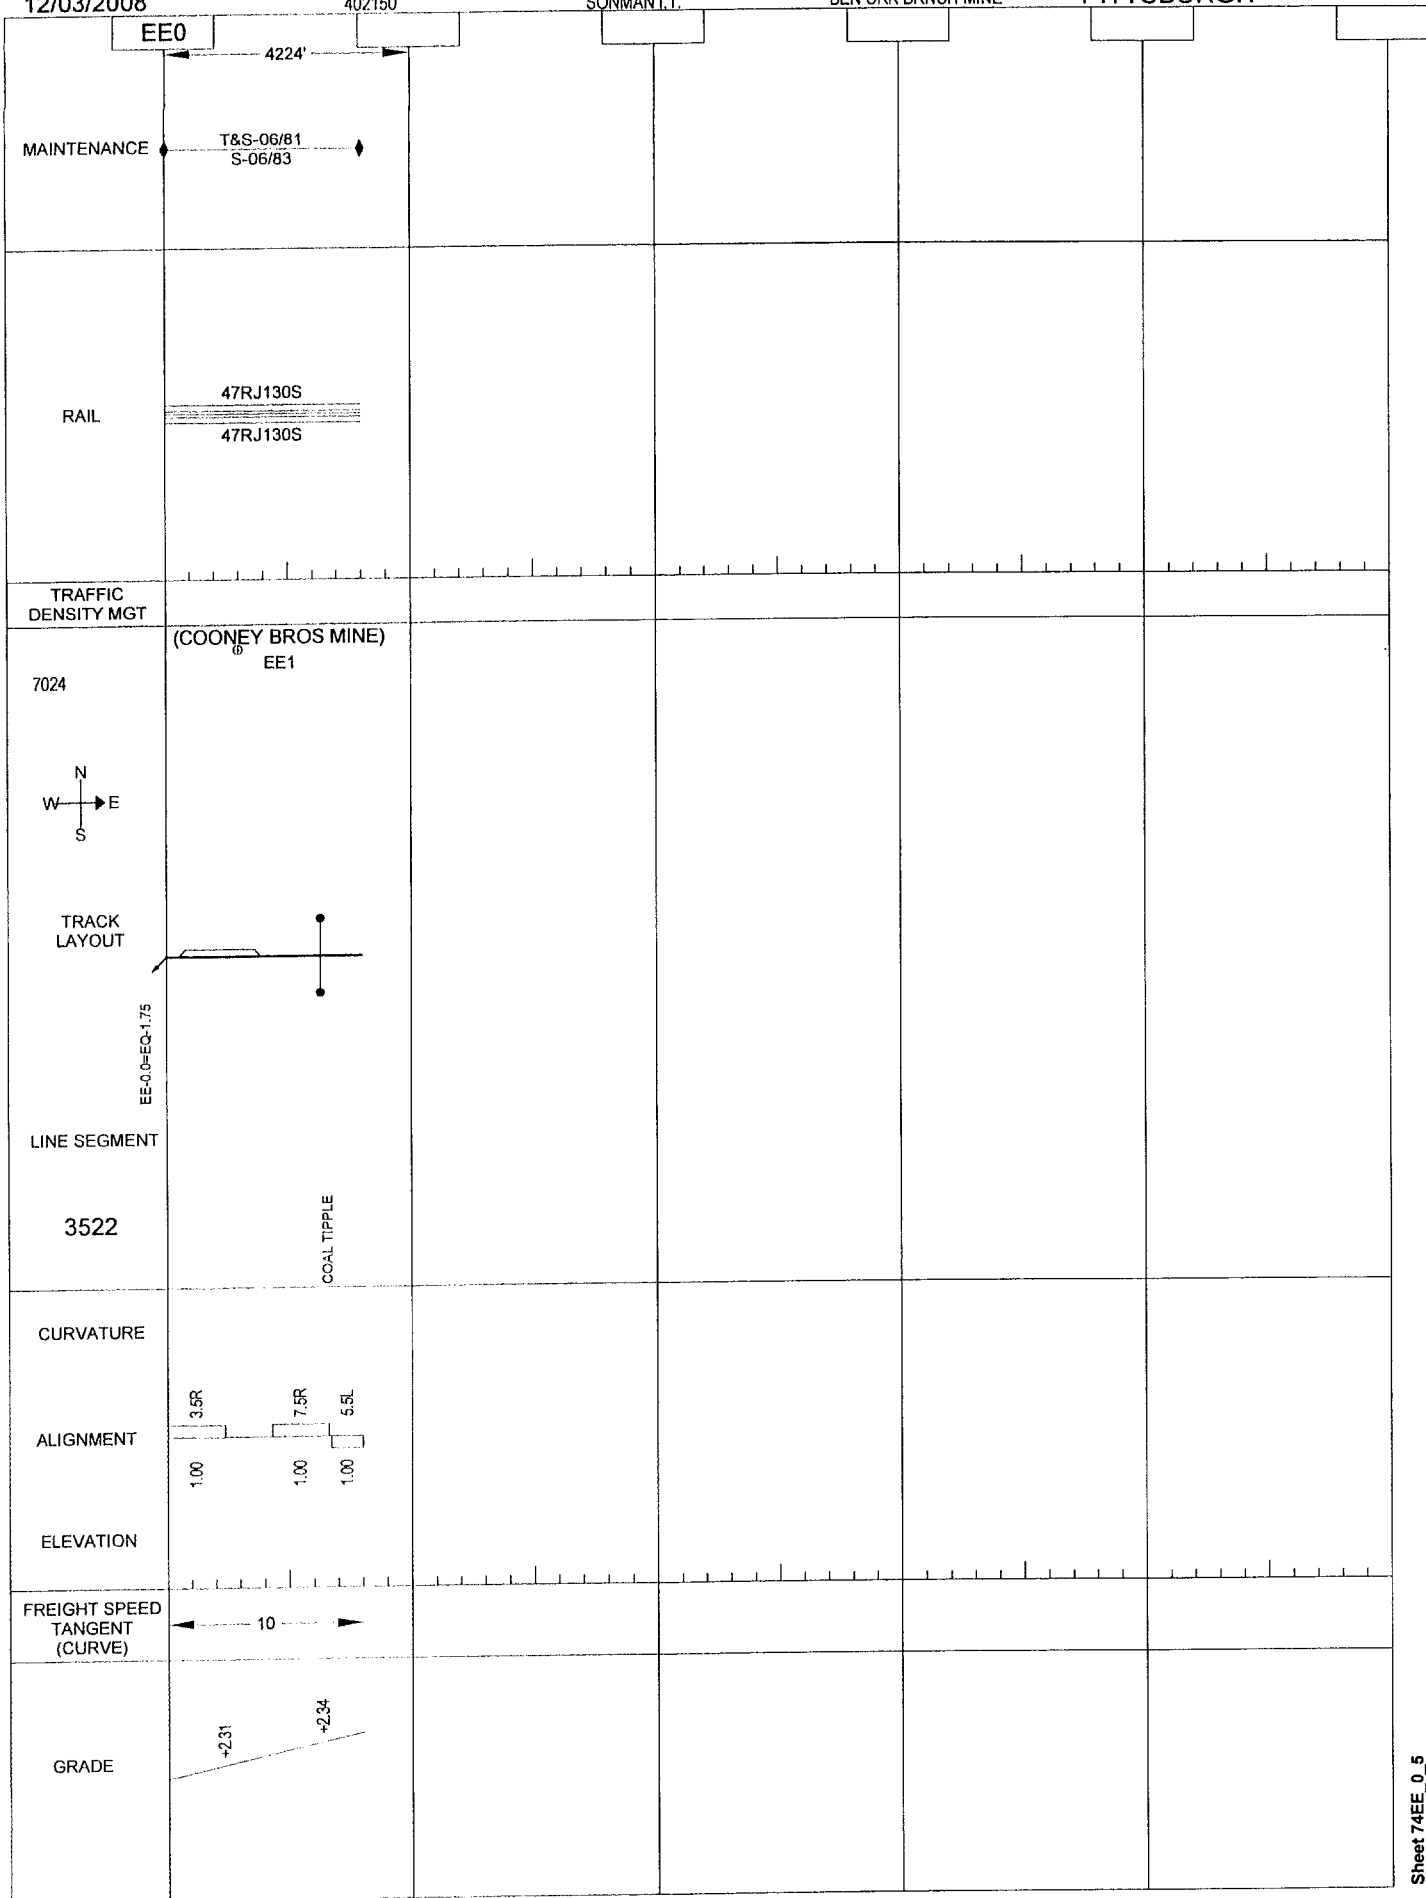 12/03/2008
402150
SONMAN I.T.
PITTSBURGH
EE0
4224'
MAINTENANCE
T&S-06/81
S-06/83
RAIL
47RJ130S
47RJ130S
TRAFFIC
DENSITY MGT
(COONEY BROS MINE)
EE1
7024
N
W
E
S
TRACK
LAYOUT
EE-0.0=EQ-1.75
LINE SEGMENT
3522
COAL TIPPLE
CURVATURE
3.5R
7.5R
5.5L
ALIGNMENT
1.00
1.00
1.00
ELEVATION
FREIGHT SPEED
TANGENT
(CURVE)
10
+2.31
+2.34
GRADE
Sheet 74EE_0_5